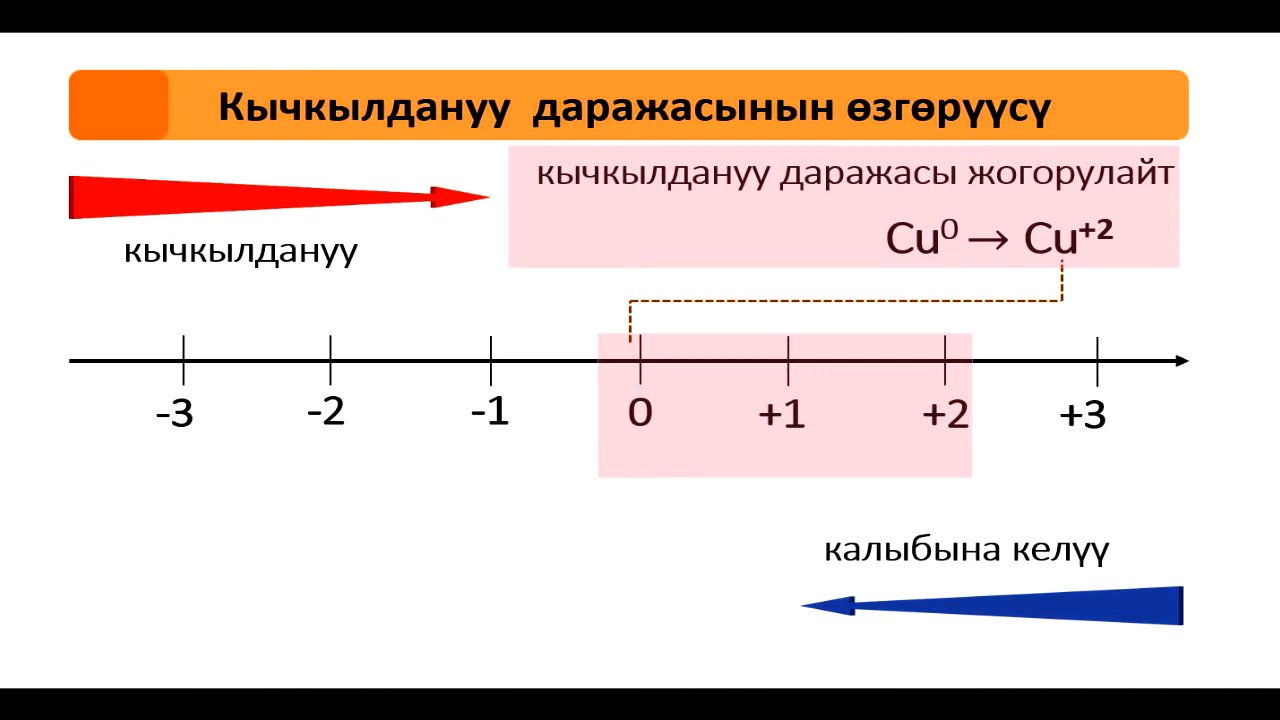 Кычкылдануу даражасынын өзгөрүүсү
кычкылдануу даражасы жогорулайт
Cu⁰ → Cu⁺²
кычкылдануу
-3 -2 -1 0 +1 +2 +3
калыбына келүү